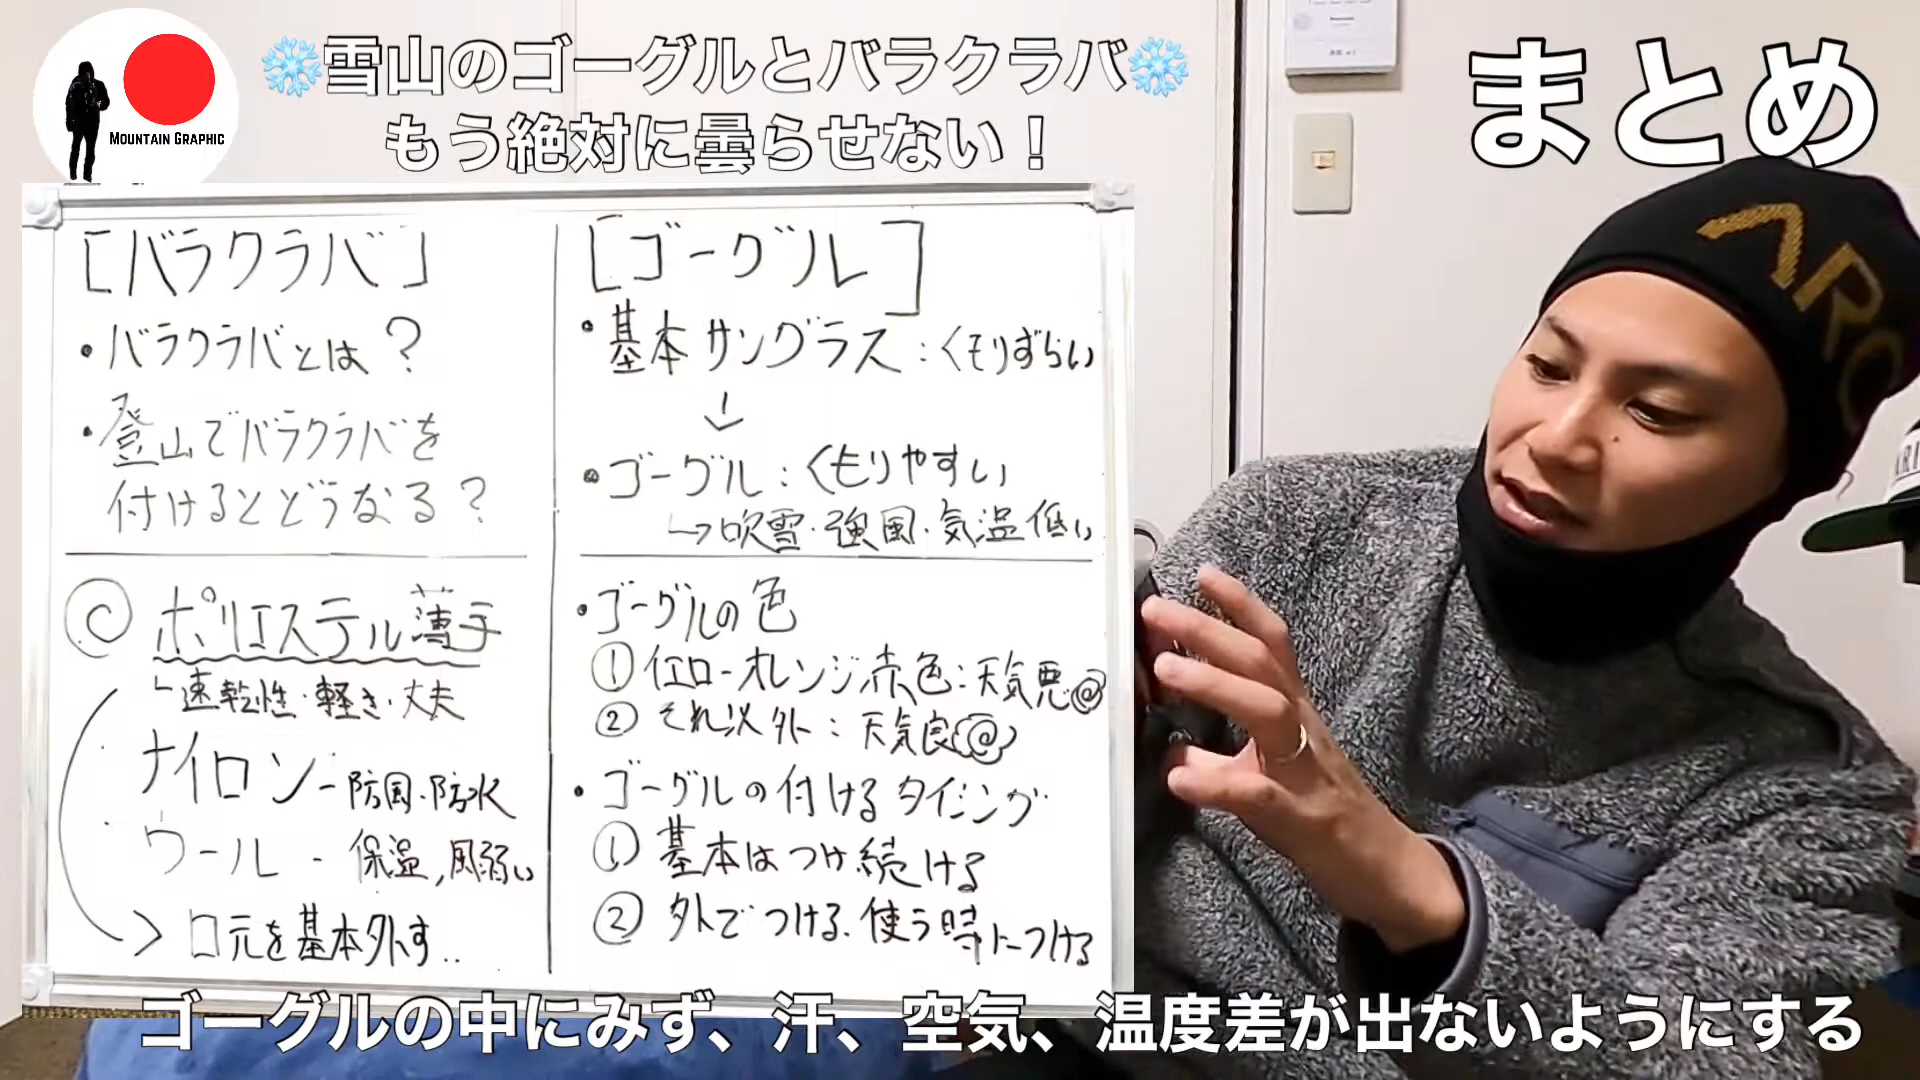 ❄雪山のゴーグルとバラクラバ❄
もう絶対に曇らせない！
まとめ
MOUNTAIN GRAPHIC
[バラクラバ]
・バラクラバとは？
・登山でバラクラバを
付けるとどうなる？
◎ ポリエステル薄手
└速乾性・軽き・丈夫
ナイロン-防風・防水
ウール - 保温,風弱い
> 口元を基本外す..
[ゴーグル]
・基本サングラス:くもりずらい
↓
・ゴーグル:くもりやすい
↳吹雪・強風・気温低い
・ゴーグルの色
① イエローオレンジ赤色:天気悪
② それ以外:天気良
・ゴーグルの付けるタイミング
① 基本はつけ続ける
② 外でつける.使う時につける
ARC
ゴーグルの中にみず、汗、空気、温度差が出ないようにする